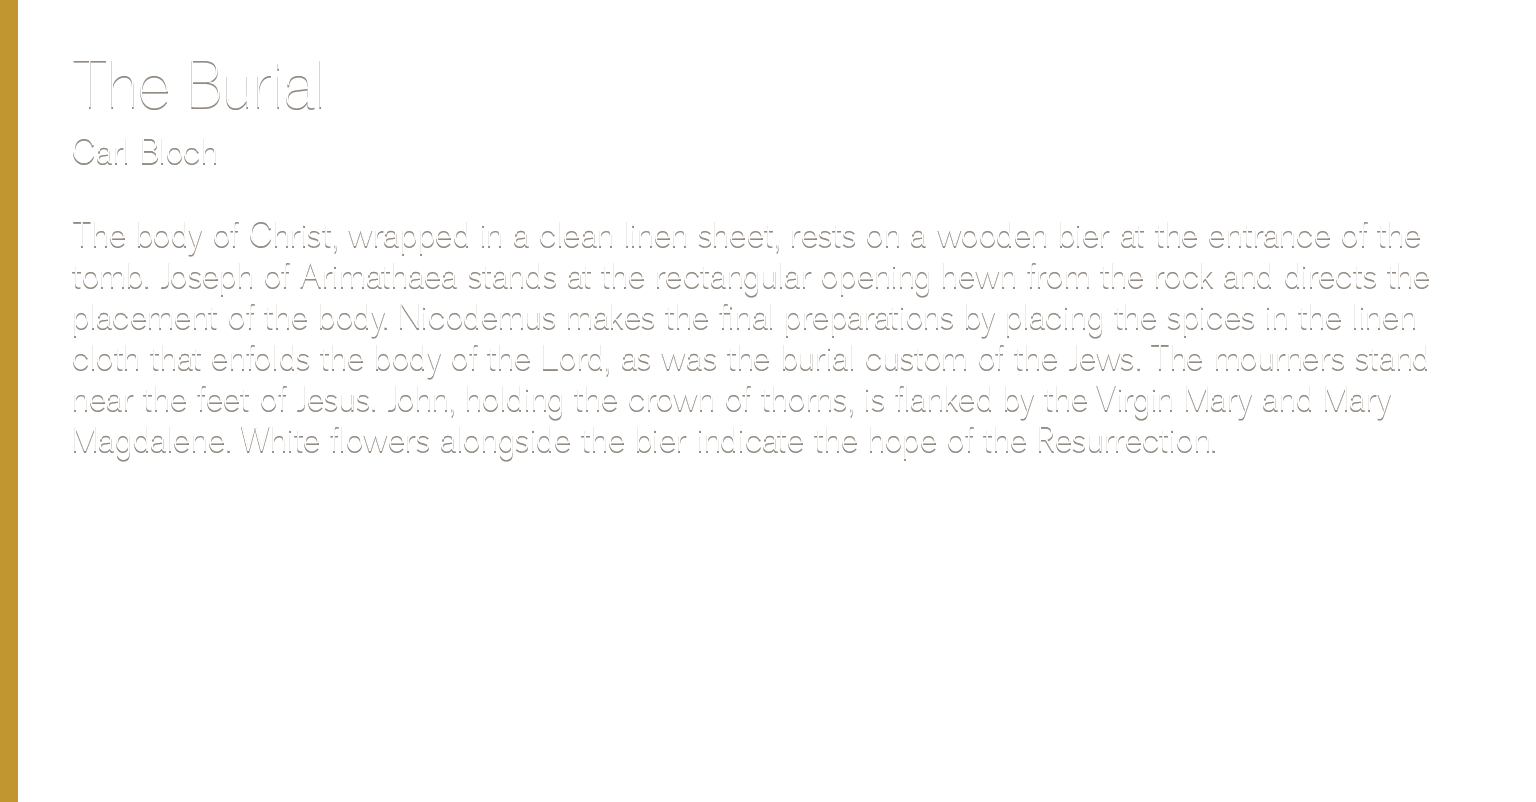 The Burial
Carl Bloch
The body of Christ, wrapped in a clean linen sheet, rests on a wooden bier at the entrance of the
tomb. Joseph of Arimathaea stands at the rectangular opening hewn from the rock and directs the
placement of the body. Nicodemus makes the final preparations by placing the spices in the linen
cloth that enfolds the body of the Lord, as was the burial custom of the Jews. The mourners stand
near the feet of Jesus. John, holding the crown of thorns, is flanked by the Virgin Mary and Mary
Magdalene. White flowers alongside the bier indicate the hope of the Resurrection.